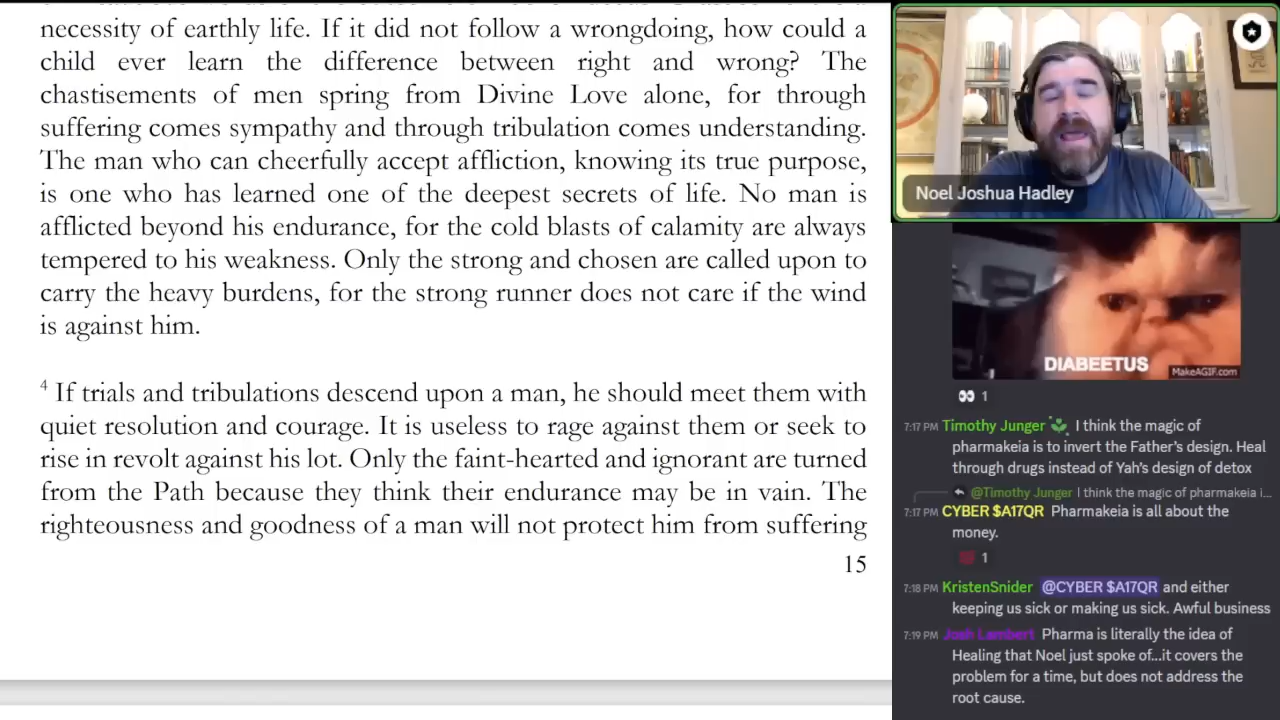 necessity of earthly life. If it did not follow a wrongdoing, how could a
child ever learn the difference between right and wrong? The
chastisements of men spring from Divine Love alone, for through
suffering comes sympathy and through tribulation comes understanding.
The man who can cheerfully accept affliction, knowing its true purpose,
is one who has learned one of the deepest secrets of life. No man is
afflicted beyond his endurance, for the cold blasts of calamity are always
tempered to his weakness. Only the strong and chosen are called upon to
carry the heavy burdens, for the strong runner does not care if the wind
is against him.
4 If trials and tribulations descend upon a man, he should meet them with
quiet resolution and courage. It is useless to rage against them or seek to
rise in revolt against his lot. Only the faint-hearted and ignorant are turned
from the Path because they think their endurance may be in vain. The
righteousness and goodness of a man will not protect him from suffering
15
Noel Joshua Hadley
DIABEETUS
MakeAGIF.com
1
7:17 PM Timothy Junger I think the magic of
pharmakeia is to invert the Father's design. Heal
through drugs instead of Yah's design of detox
@Timothy Junger I think the magic of pharmakeia i...
7:17 PM CYBER $A17QR Pharmakeia is all about the
money.
1
7:18 PM KristenSnider @CYBER $A17QR and either
keeping us sick or making us sick. Awful business
7:19 PM Josh Lambert Pharma is literally the idea of
Healing that Noel just spoke of...it covers the
problem for a time, but does not address the
root cause.